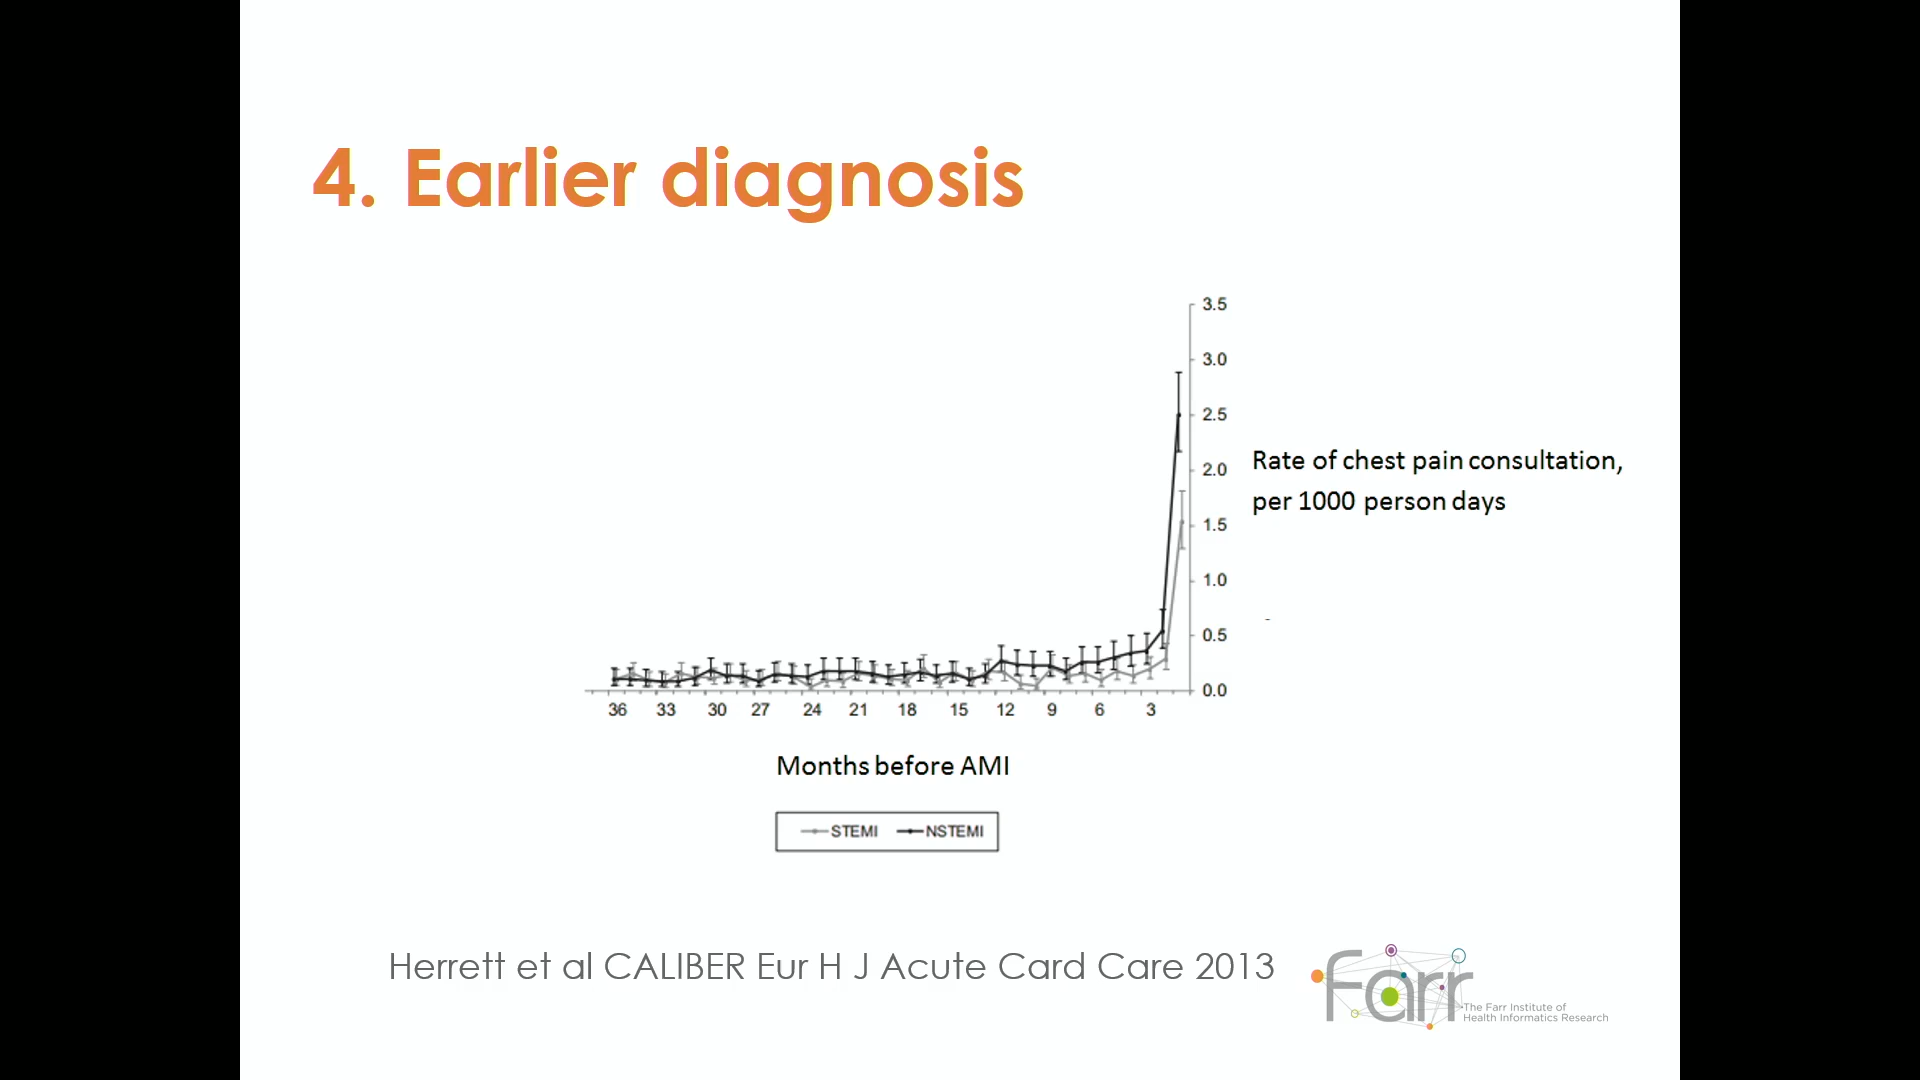 4. Earlier diagnosis
3.5
3.0
2.5
2.0
1.5
1.0
0.5
0.0
Rate of chest pain consultation,
per 1000 person days
36 33 30 27 24 21 18 15 12 9 6 3
Months before AMI
STEMI NSTEMI
Herrett et al CALIBER Eur H J Acute Card Care 2013
farr
The Farr Institute of
Health Informatics Research